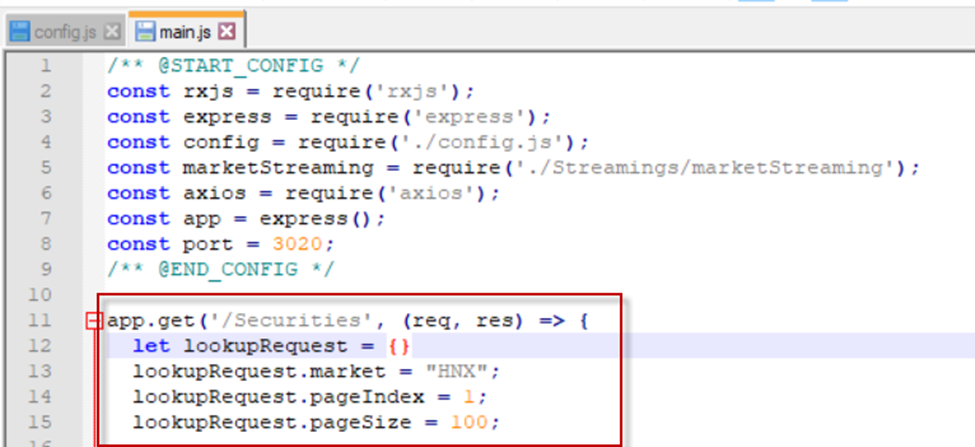 config.js main.js
1 /** @START_CONFIG */
2 const rxjs = require('rxjs');
3 const express = require('express');
4 const config = require('./config.js');
5 const marketStreaming = require('./Streamings/marketStreaming');
6 const axios = require('axios');
7 const app = express();
8 const port = 3020;
9 /** @END_CONFIG */
10
11 app.get('/Securities', (req, res) => {
12 let lookupRequest = {}
13 lookupRequest.market = "HNX";
14 lookupRequest.pageIndex = 1;
15 lookupRequest.pageSize = 100;